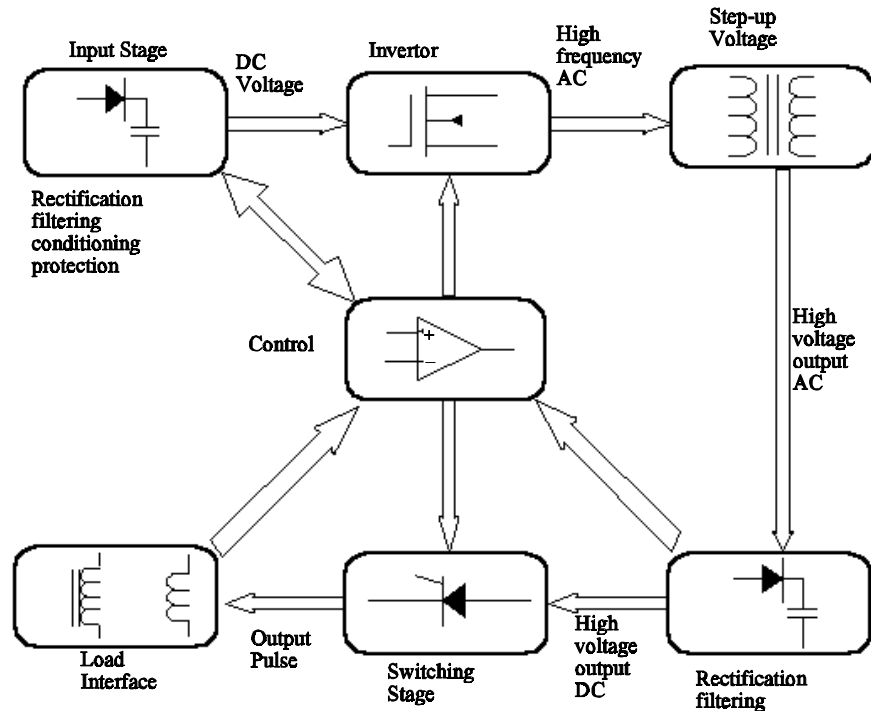 Input Stage
DC
Voltage
Invertor
High
frequency
AC
Step-up
Voltage
Rectification
filtering
conditioning
protection
Control
+
−
High
voltage
output
AC
Load
Interface
Output
Pulse
Switching
Stage
High
voltage
output
DC
Rectification
filtering